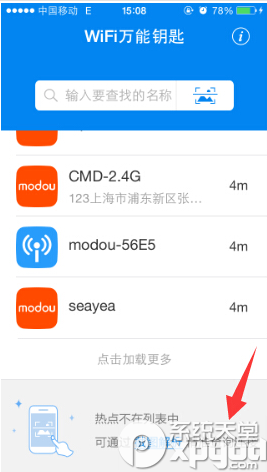 中国移动 E 15:08 78%
WiFi万能钥匙
输入要查找的名称
modou
CMD-2.4G
123上海市浦东新区张...
4m
modou-56E5
4m
modou
seayea
4m
点击加载更多
热点不在列表中
可通过
系统天堂